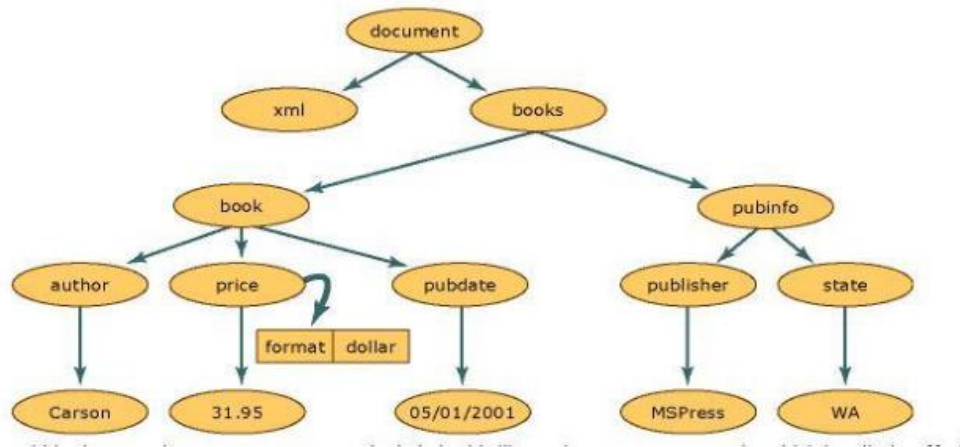 document
xml books
book pubinfo
author price pubdate publisher state
format dollar
Carson 31.95 05/01/2001 MSPress WA